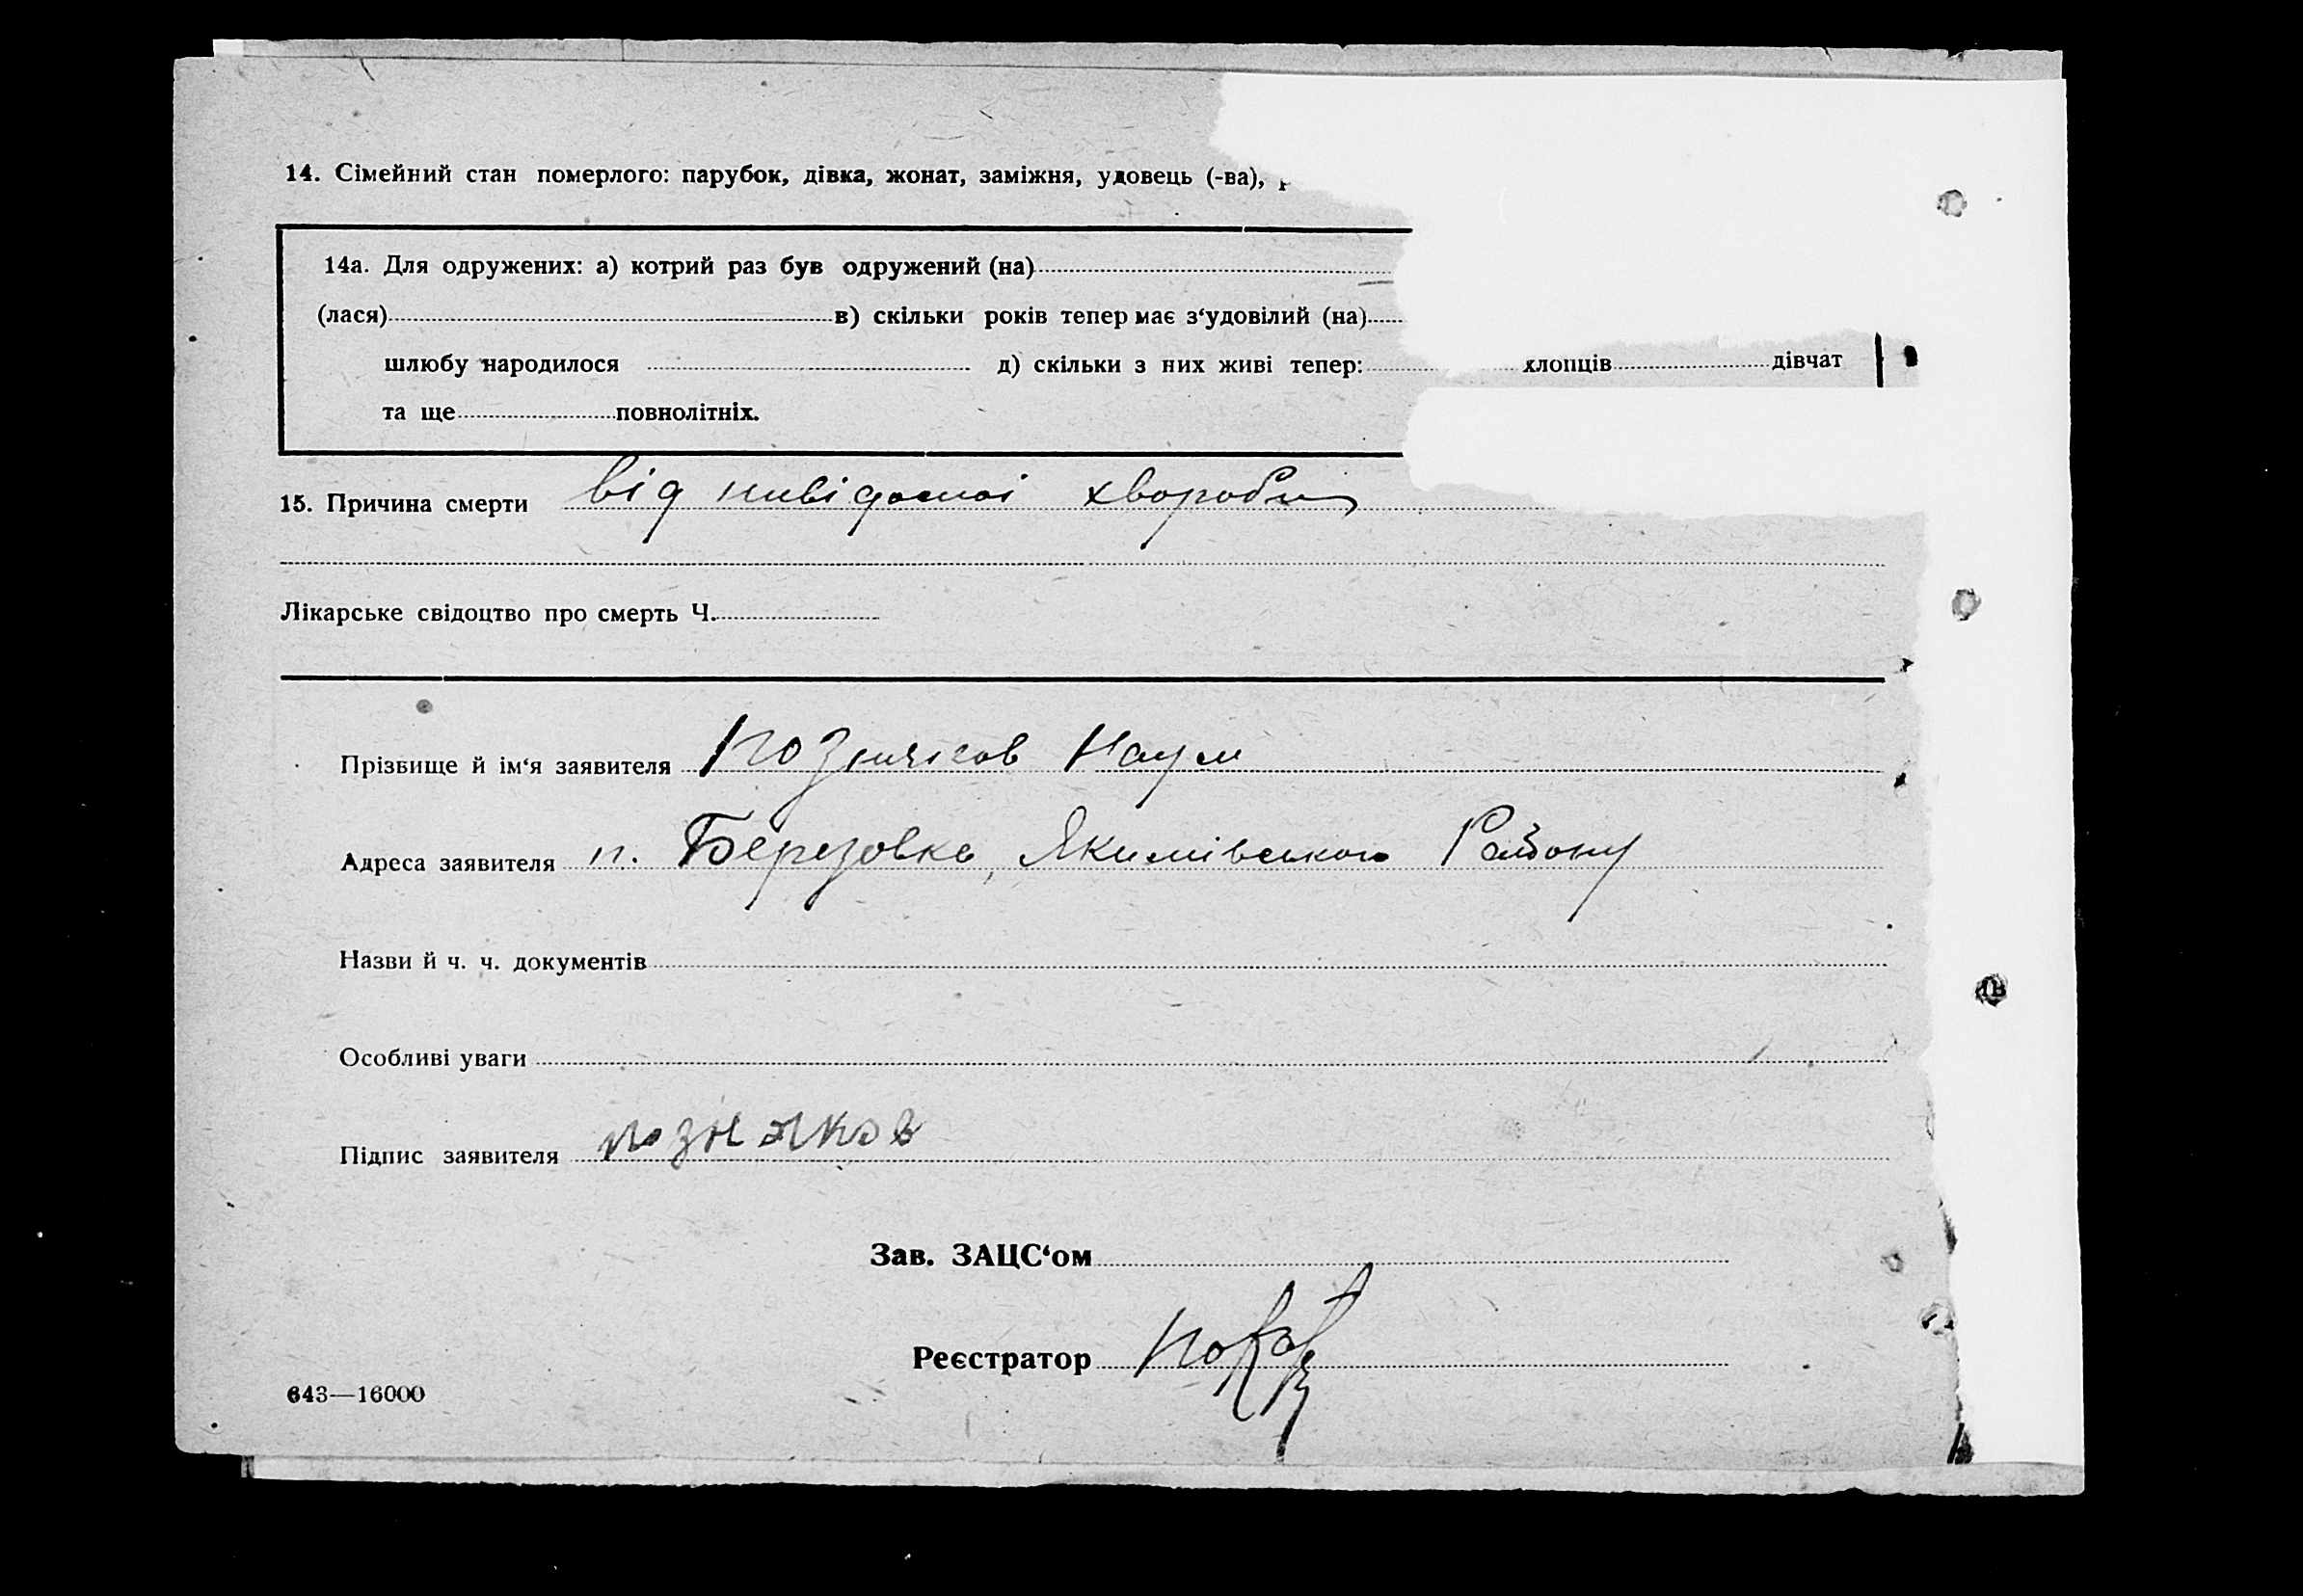 14. Сімейний стан померлого: парубок, дівка, жонат, заміжня, удовець (-ва),
14а. Для одружених: а) котрий раз був одружений (на)
(лася) в) скільки років тепер має з‘удовілий (на)
шлюбу народилося д) скільки з них живі тепер: хлопців дівчат
та ще повнолітніх.
15. Причина смерти від невідомої хвороби
Лікарське свідоцтво про смерть Ч.
Прізвище й ім‘я заявителя Позняков Наум
Адреса заявителя п. Березовка, Якимівського Району
Назви й ч. ч. документів
Особливі уваги
Підпис заявителя позняков
Зав. ЗАЦС‘ом
Реєстратор
643—16000